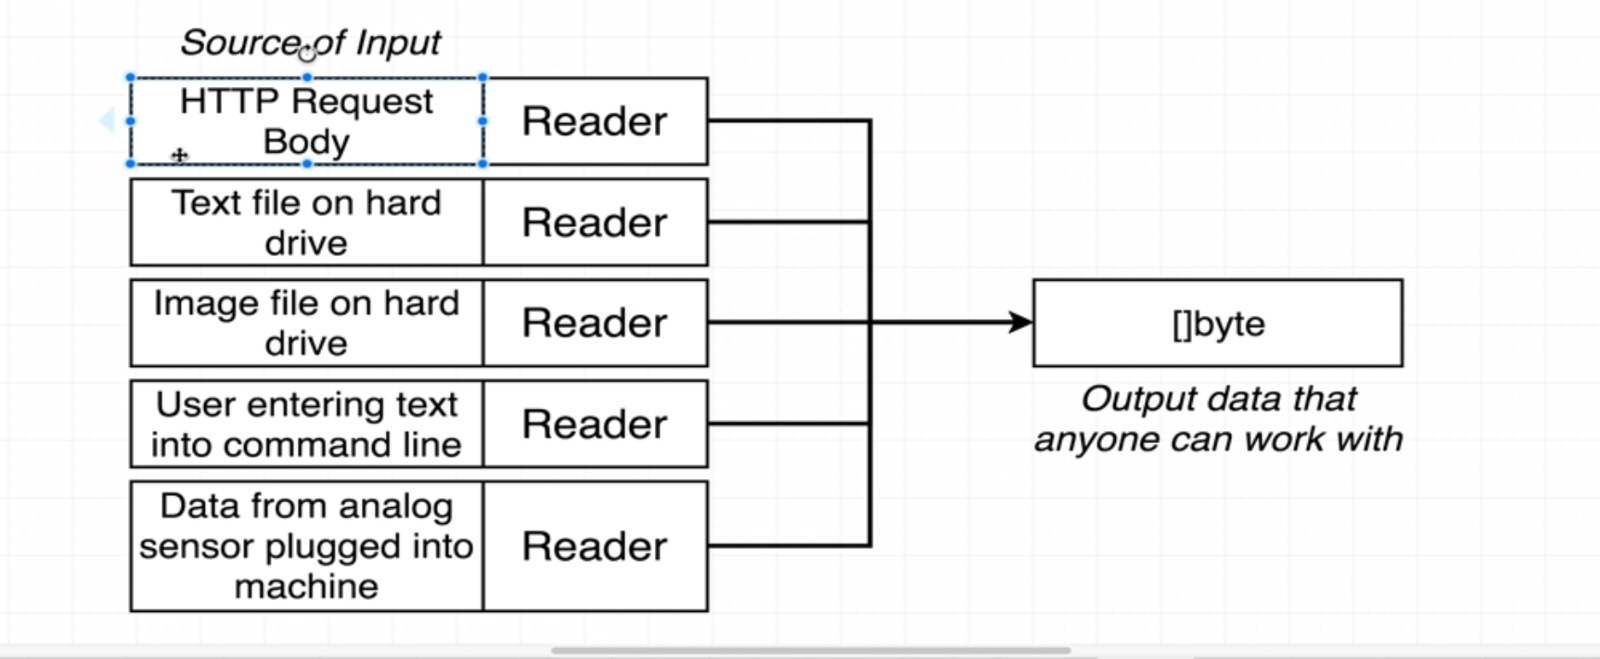 Source of Input
HTTP Request
Body
Reader
Text file on hard
drive
Reader
Image file on hard
drive
Reader
User entering text
into command line
Reader
Data from analog
sensor plugged into
machine
Reader
[]byte
Output data that
anyone can work with